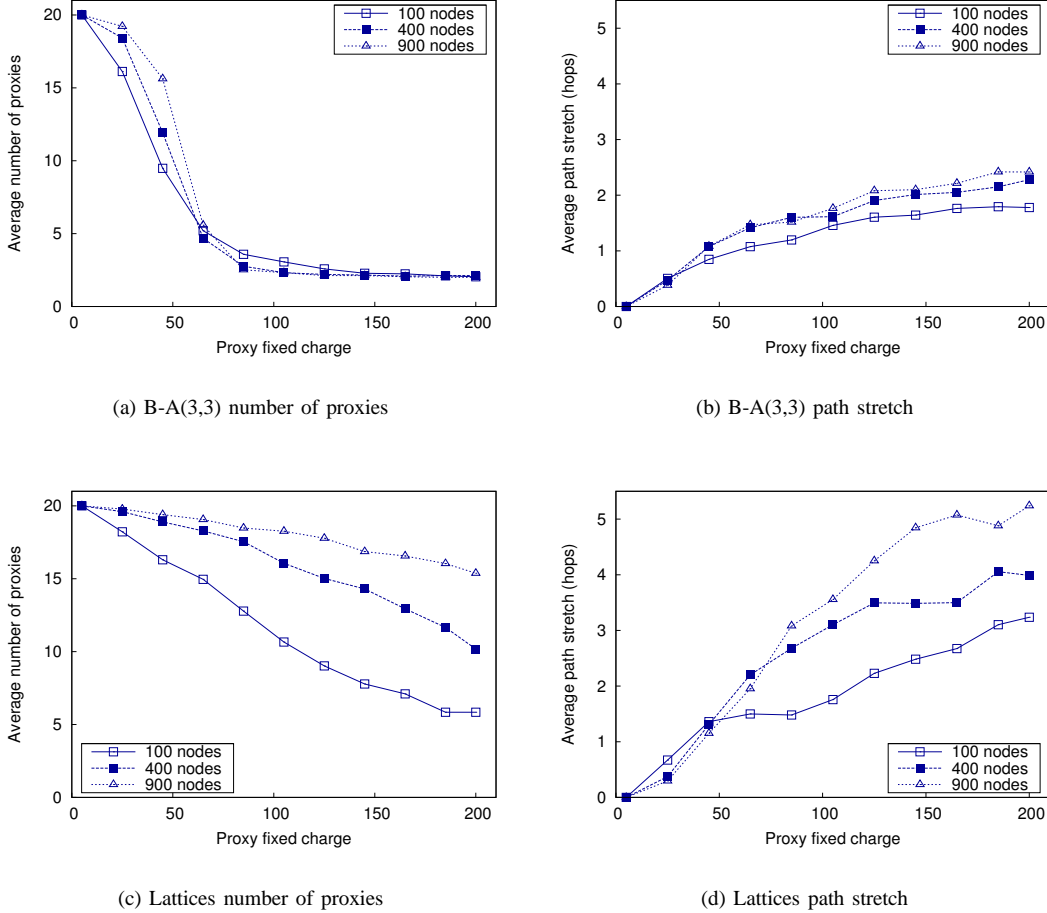 20
15
10
5
0
Average number of proxies
0 50 100 150 200
Proxy fixed charge
100 nodes
400 nodes
900 nodes
(a) B-A(3,3) number of proxies
5
4
3
2
1
0
Average path stretch (hops)
0 50 100 150 200
Proxy fixed charge
100 nodes
400 nodes
900 nodes
(b) B-A(3,3) path stretch
20
15
10
5
0
Average number of proxies
0 50 100 150 200
Proxy fixed charge
100 nodes
400 nodes
900 nodes
(c) Lattices number of proxies
5
4
3
2
1
0
Average path stretch (hops)
0 50 100 150 200
Proxy fixed charge
100 nodes
400 nodes
900 nodes
(d) Lattices path stretch